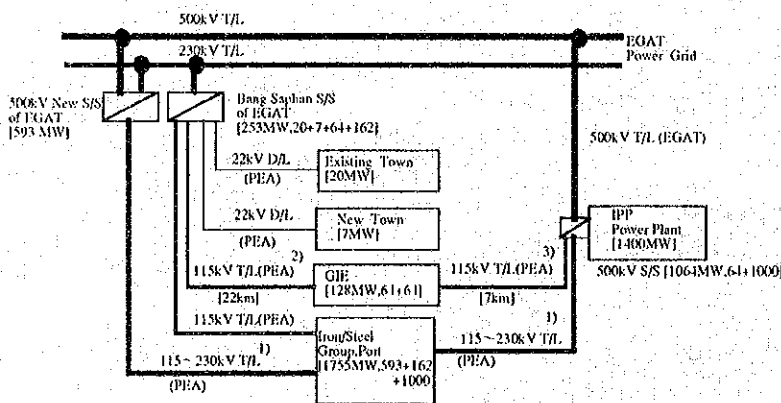 500kV T/L
230kV T/L
EGAT
Power Grid
500kV New S/S
of EGAT
[593 MW]
Bang Saphan S/S
of EGAT
[253MW,20+7+64+162]
500kV T/L (EGAT)
22kV D/L
(PEA)
Existing Town
[20MW]
22kV D/L
(PEA)
New Town
[7MW]
IPP
Power Plant
[1400MW]
500kV S/S [1064MW,64+1000]
2)
115kV T/L(PEA)
[22km]
GIE
[128MW,64+64]
3)
115kV T/L(PEA)
[7km]
115kV T/L(PEA)
1)
115~230kV T/L
(PEA)
Iron/Steel
Group,Port
[1755MW,593+162
+1000]
1)
115~230kV T/L
(PEA)